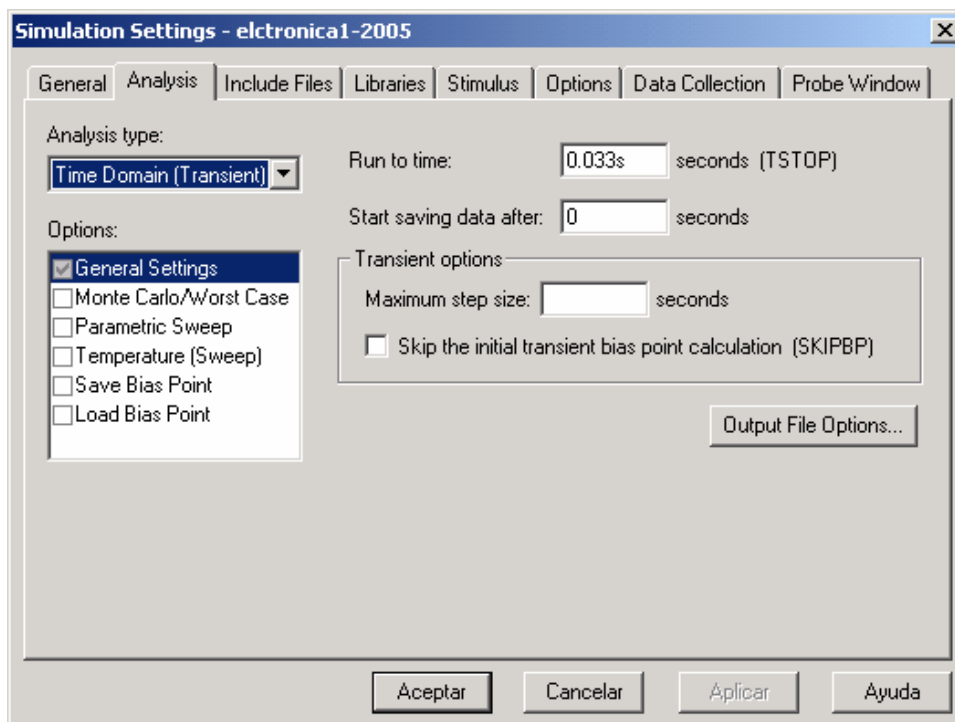 Simulation Settings - elctronica1-2005
General Analysis Include Files Libraries Stimulus Options Data Collection Probe Window
Analysis type:
Time Domain (Transient)
Options:
General Settings
Monte Carlo/Worst Case
Parametric Sweep
Temperature (Sweep)
Save Bias Point
Load Bias Point
Run to time: 0.033s seconds (TSTOP)
Start saving data after: 0 seconds
Transient options
Maximum step size: seconds
Skip the initial transient bias point calculation (SKIPBP)
Output File Options...
Aceptar Cancelar Aplicar Ayuda